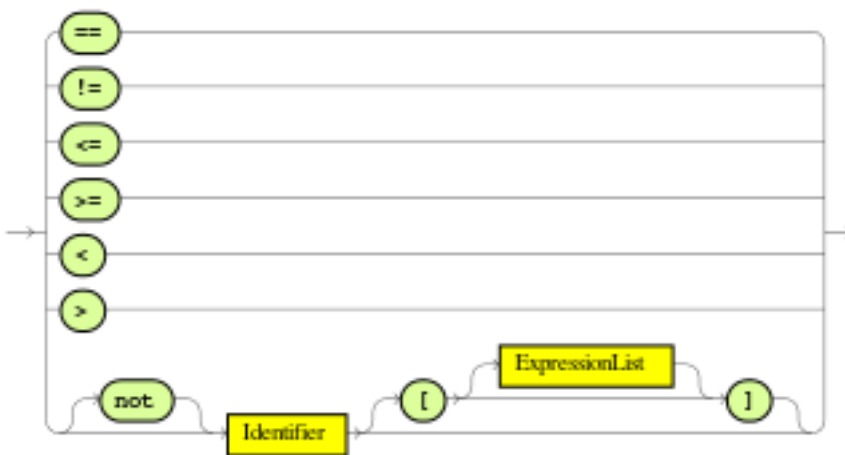 ==
!=
<=
>=
<
>
ExpressionList
not [ ]
Identifier